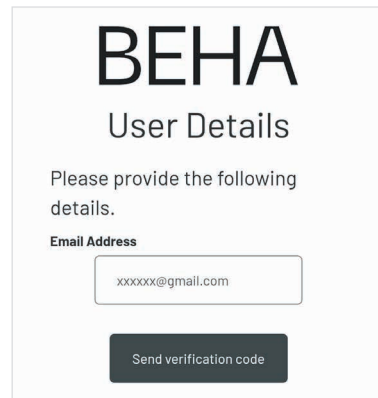 BEHA
User Details
Please provide the following
details.
Email Address
xxxxxx@gmail.com
Send verification code